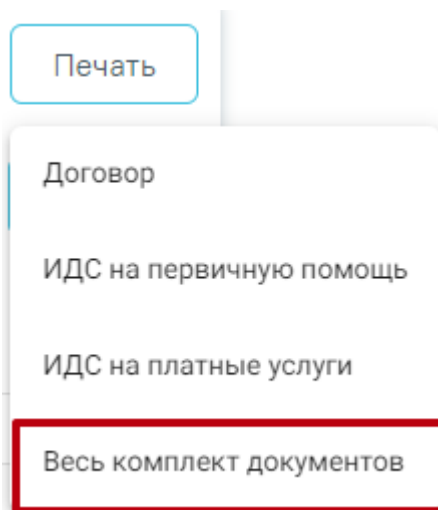 Печать
Договор
ИДС на первичную помощь
ИДС на платные услуги
Весь комплект документов